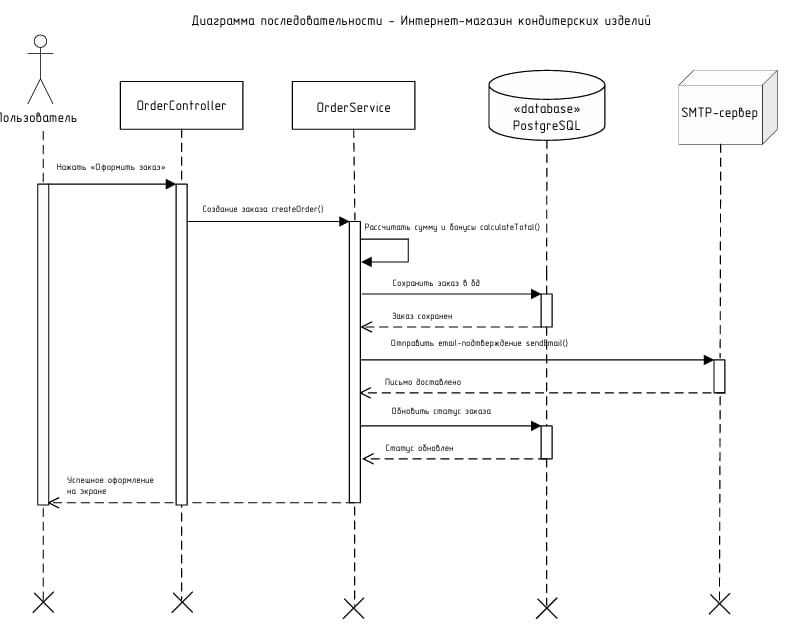 Диаграмма последовательности - Интернет-магазин кондитерских изделий
Пользователь
OrderController
OrderService
«database»
PostgreSQL
SMTP-сервер
Нажать «Оформить заказ»
Создание заказа createOrder()
Рассчитать сумму и бонусы calculateTotal()
Сохранить заказ в бд
Заказ сохранен
Отправить email-подтверждение sendEmail()
Письмо доставлено
Обновить статус заказа
Статус обновлен
Успешное оформление
на экране